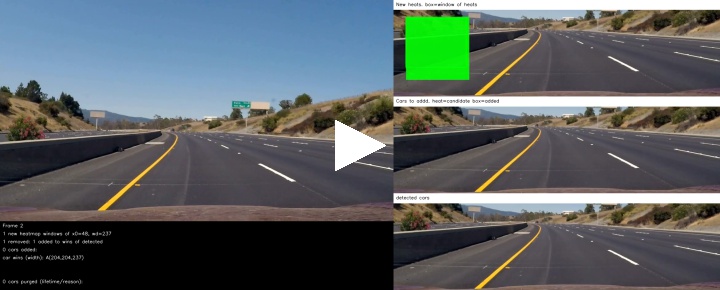 New heats, box=window of heats
Cars to addd, heat=candidate box=added
detected cars
Frame 2
1 new heatmap windows of x0=48, wd=237
1 removed: 1 added to wins of detected
0 cars added:
car wins (width): A(204,204,237)
0 cars purged (lifetime/reason):